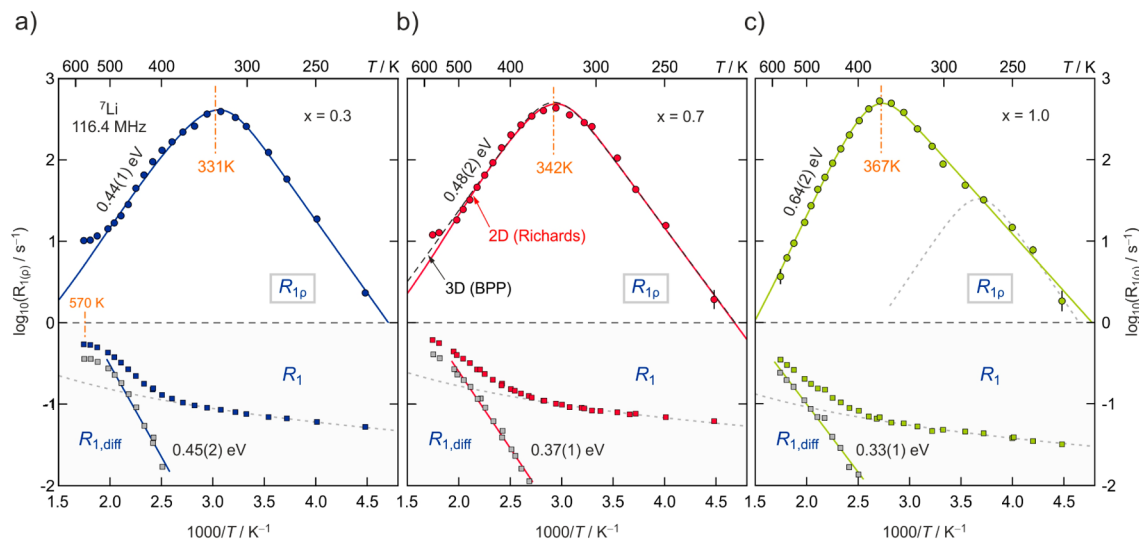 a)
b)
c)
600 500 400 300 250 T / K
600 500 400 300 250 T / K
600 500 400 300 250 T / K
3
2
1
0
-1
-2
log₁₀(R₁₍ρ₎ / s⁻¹)
⁷Li
116.4 MHz
x = 0.3
0.44(1) eV
331K
R₁ρ
570 K
R₁
R₁,diff
0.45(2) eV
1.5 2.0 2.5 3.0 3.5 4.0 4.5
1000/T / K⁻¹
x = 0.7
0.48(2) eV
342K
2D (Richards)
3D (BPP)
R₁ρ
R₁
R₁,diff
0.37(1) eV
1.5 2.0 2.5 3.0 3.5 4.0 4.5
1000/T / K⁻¹
x = 1.0
0.64(2) eV
367K
R₁ρ
R₁
R₁,diff
0.33(1) eV
1.5 2.0 2.5 3.0 3.5 4.0 4.5
1000/T / K⁻¹
3
2
1
0
-1
-2
log₁₀(R₁₍ρ₎ / s⁻¹)